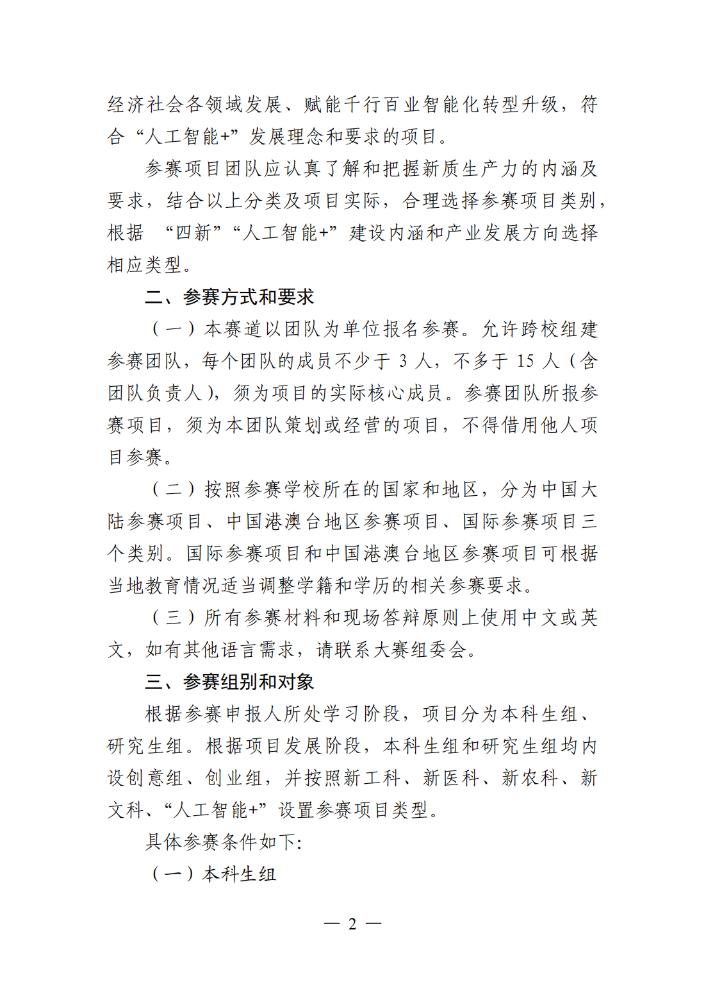 经济社会各领域发展、赋能千行百业智能化转型升级，符
合“人工智能+”发展理念和要求的项目。
参赛项目团队应认真了解和把握新质生产力的内涵及
要求，结合以上分类及项目实际，合理选择参赛项目类别，
根据 “四新”“人工智能+”建设内涵和产业发展方向选择
相应类型。
二、参赛方式和要求
（一）本赛道以团队为单位报名参赛。允许跨校组建
参赛团队，每个团队的成员不少于 3 人，不多于 15 人（含
团队负责人），须为项目的实际核心成员。参赛团队所报参
赛项目，须为本团队策划或经营的项目，不得借用他人项
目参赛。
（二）按照参赛学校所在的国家和地区，分为中国大
陆参赛项目、中国港澳台地区参赛项目、国际参赛项目三
个类别。国际参赛项目和中国港澳台地区参赛项目可根据
当地教育情况适当调整学籍和学历的相关参赛要求。
（三）所有参赛材料和现场答辩原则上使用中文或英
文，如有其他语言需求，请联系大赛组委会。
三、参赛组别和对象
根据参赛申报人所处学习阶段，项目分为本科生组、
研究生组。根据项目发展阶段，本科生组和研究生组均内
设创意组、创业组，并按照新工科、新医科、新农科、新
文科、“人工智能+”设置参赛项目类型。
具体参赛条件如下：
（一）本科生组
— 2 —